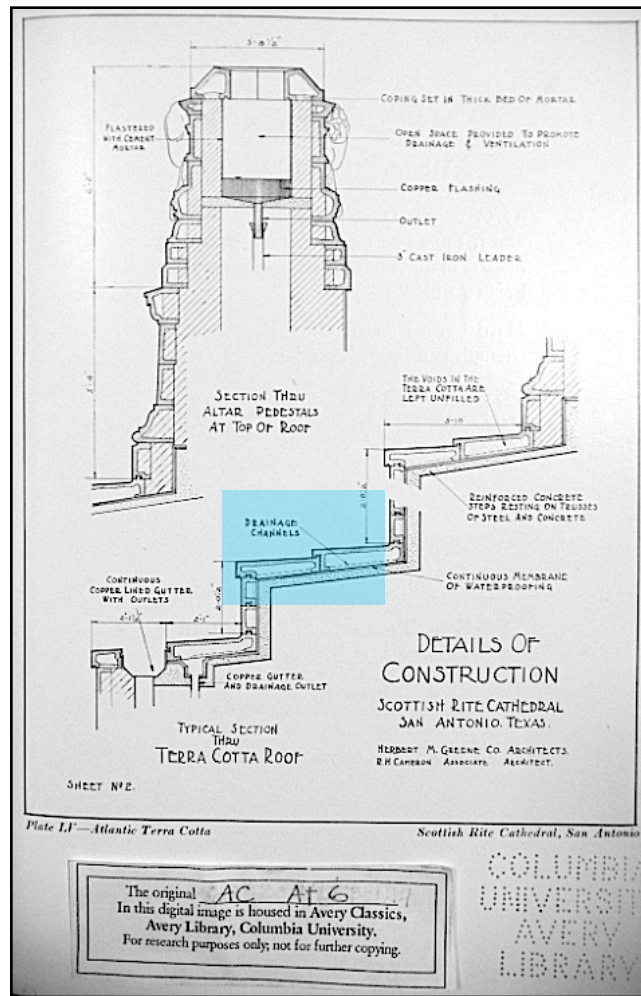 3'-8½"
COPING SET IN THICK BED OF MORTAR
PLASTERED
WITH CEMENT
MORTAR
OPEN SPACE PROVIDED TO PROMOTE
DRAINAGE & VENTILATION
COPPER FLASHING
OUTLET
3" CAST IRON LEADER
SECTION THRU
ALTAR PEDESTALS
AT TOP OF ROOF
THE VOIDS IN THE
TERRA COTTA ARE
LEFT UNFILLED
REINFORCED CONCRETE
STEPS RESTING ON TRUSSES
OF STEEL AND CONCRETE
DRAINAGE
CHANNELS
CONTINUOUS
COPPER LINED GUTTER
WITH OUTLETS
CONTINUOUS MEMBRANE
OF WATERPROOFING
2'-1½"
2'-1"
COPPER GUTTER
AND DRAINAGE OUTLET
DETAILS OF
CONSTRUCTION
SCOTTISH RITE CATHEDRAL
SAN ANTONIO. TEXAS.
TYPICAL SECTION
THRU
TERRA COTTA ROOF
HERBERT M. GREENE CO. ARCHITECTS.
R.H. CAMERON ASSOCIATE ARCHITECT.
SHEET Nº2.
Atlantic Terra Cotta
Scottish Rite Cathedral, San Antonio
The original AC At 6
In this digital image is housed in Avery Classics,
Avery Library, Columbia University.
For research purposes only; not for further copying.
COLUMBIA
UNIVERSITY
AVERY
LIBRARY